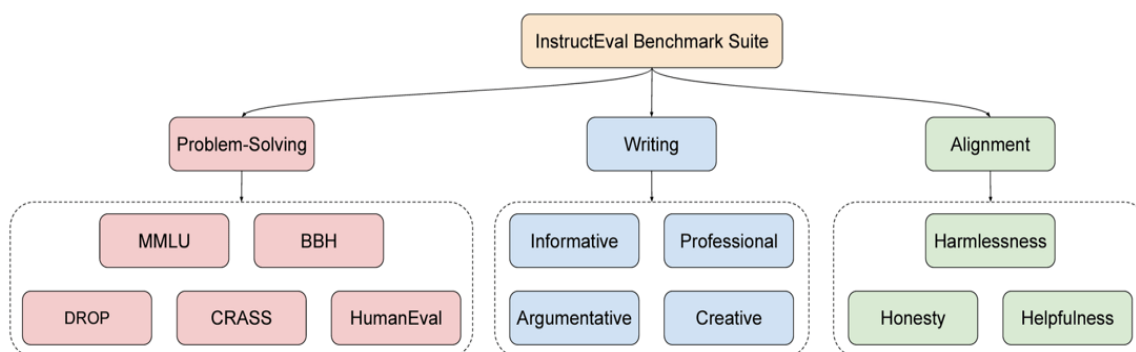 InstructEval Benchmark Suite
Problem-Solving
Writing
Alignment
MMLU
BBH
Informative
Professional
Harmlessness
DROP
CRASS
HumanEval
Argumentative
Creative
Honesty
Helpfulness